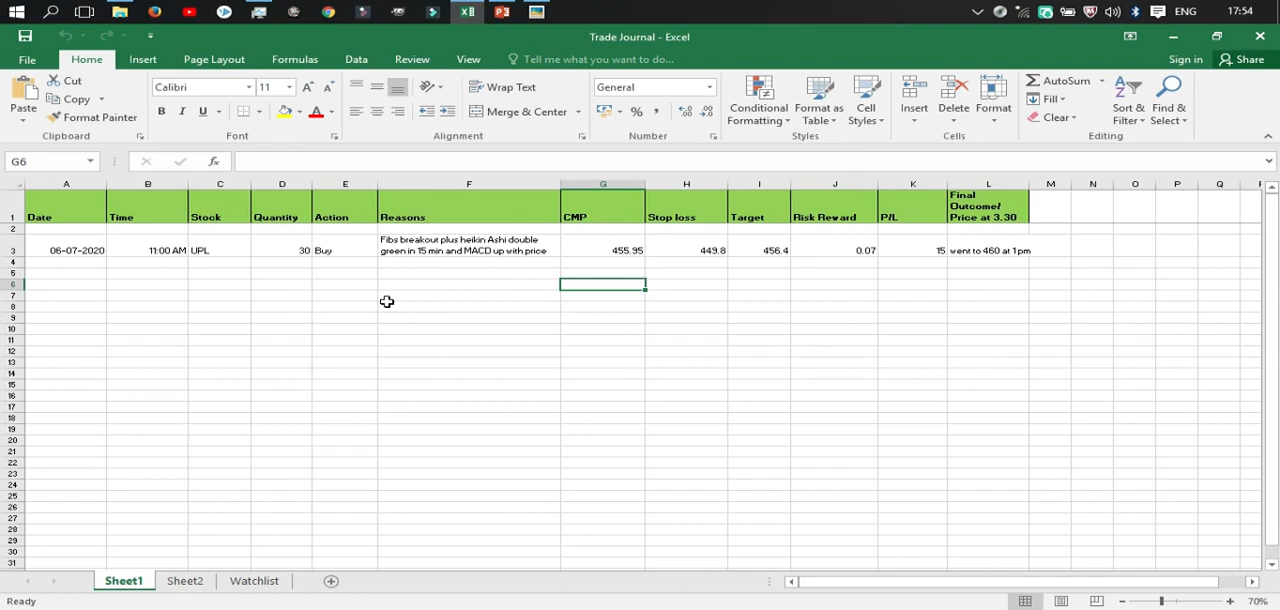 ENG 17:54
Trade Journal - Excel
File Home Insert Page Layout Formulas Data Review View Tell me what you want to do... Sign in Share
Paste Cut Copy Format Painter
Clipboard
Calibri 11
B I U A
Font
Wrap Text
Merge & Center
Alignment
General
%
Number
Conditional Formatting Format as Table Cell Styles
Styles
Insert Delete Format
Cells
AutoSum
Fill
Clear
Sort & Filter Find & Select
Editing
G6 fx
A B C D E F G H I J K L M N O P Q
1 Date Time Stock Quantity Action Reasons CMP Stop loss Target Risk Reward P/L Final Outcome/ Price at 3.30
2
3 06-07-2020 11:00 AM UPL 30 Buy Fibs breakout plus heikin Ashi double green in 15 min and MACD up with price 455.95 449.8 456.4 0.07 15 went to 460 at 1pm
4
5
6
7
8
9
10
11
12
13
14
15
16
17
18
19
20
21
22
23
24
25
26
27
28
29
30
31
Sheet1 Sheet2 Watchlist
Ready 70%